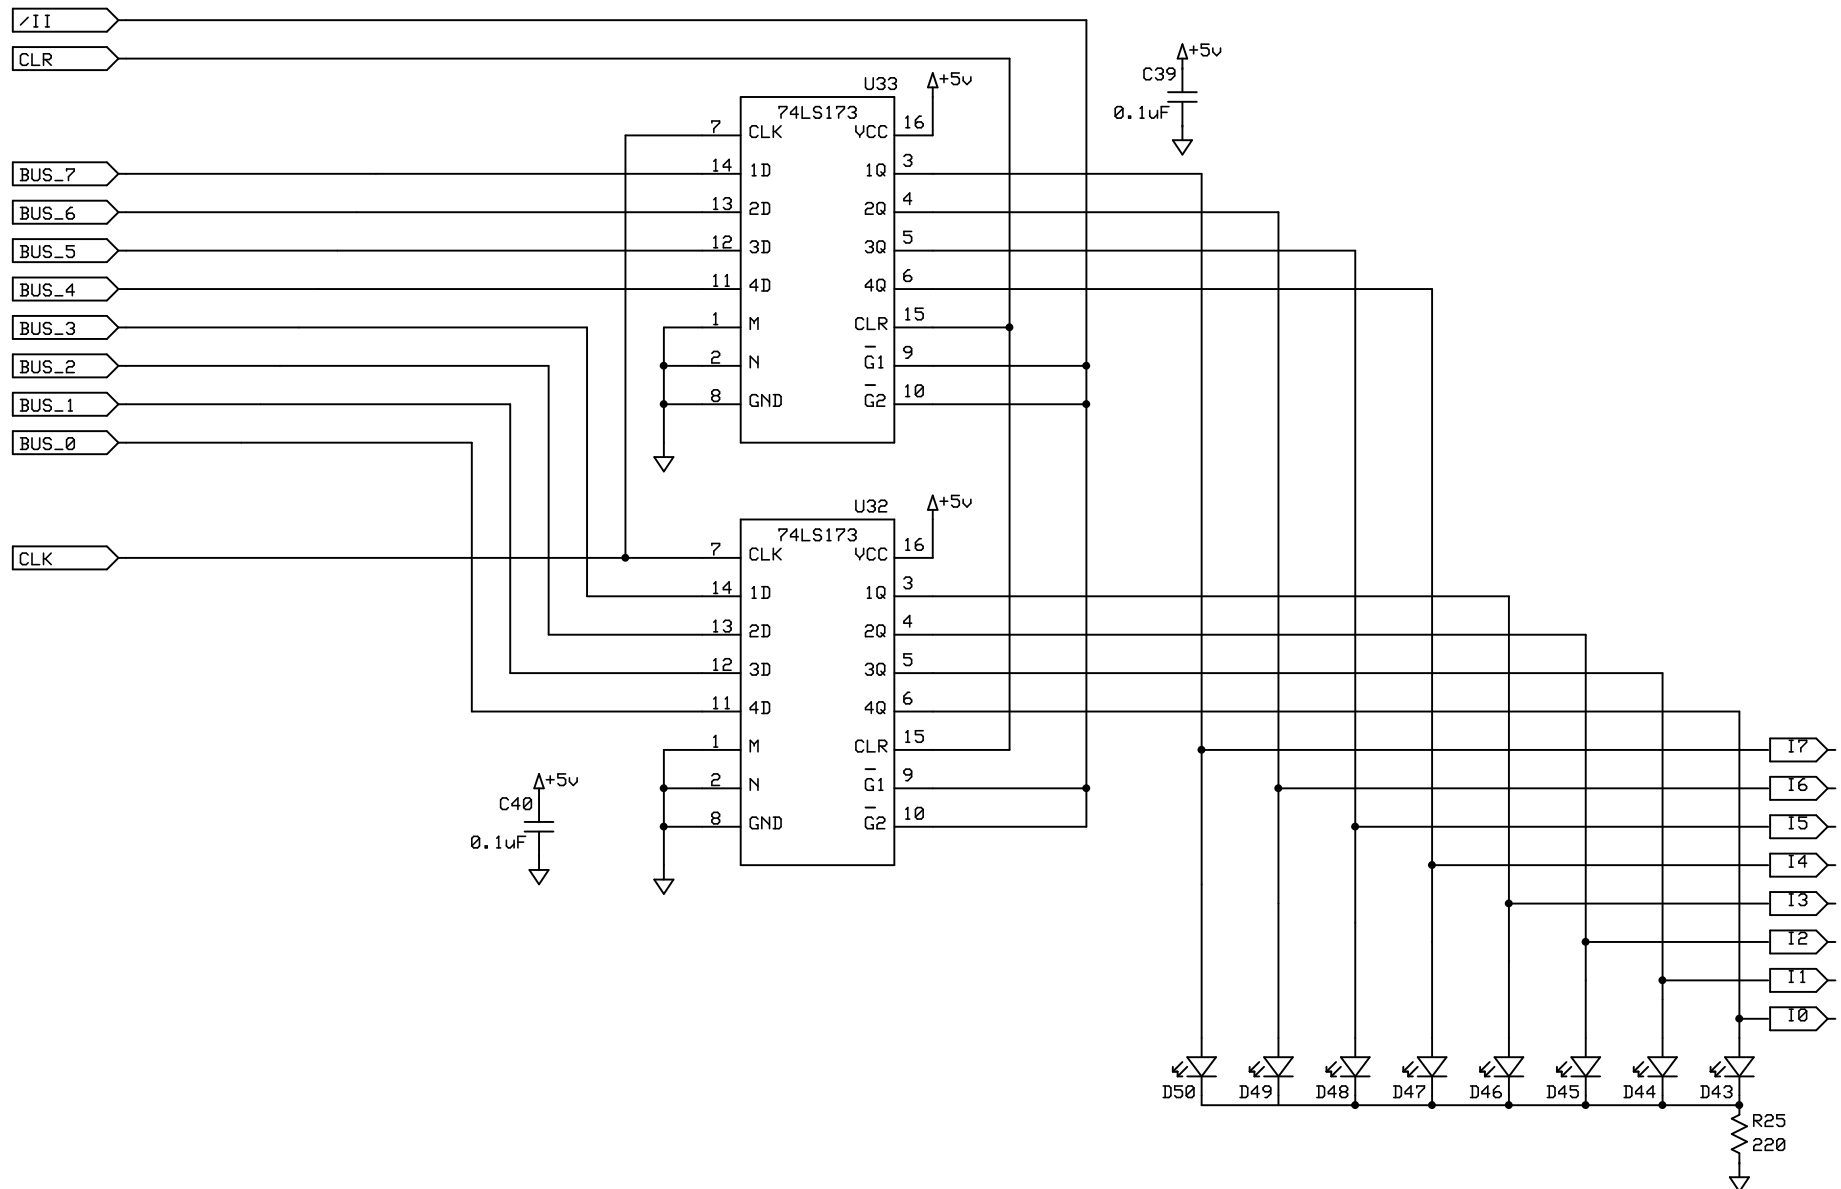 /II
CLR
+5v
C39
0.1uF
U33
+5v
74LS173
7 CLK VCC 16
BUS_7 14 1D 1Q 3
BUS_6 13 2D 2Q 4
BUS_5 12 3D 3Q 5
BUS_4 11 4D 4Q 6
BUS_3 1 M CLR 15
BUS_2 2 N G1 9
BUS_1 8 GND G2 10
BUS_0
U32
+5v
74LS173
CLK 7 CLK VCC 16
14 1D 1Q 3
13 2D 2Q 4
12 3D 3Q 5
11 4D 4Q 6
1 M CLR 15 I7
2 N G1 9 I6
8 GND G2 10 I5
+5v
C40
0.1uF
I4
I3
I2
I1
I0
D50 D49 D48 D47 D46 D45 D44 D43
R25
220